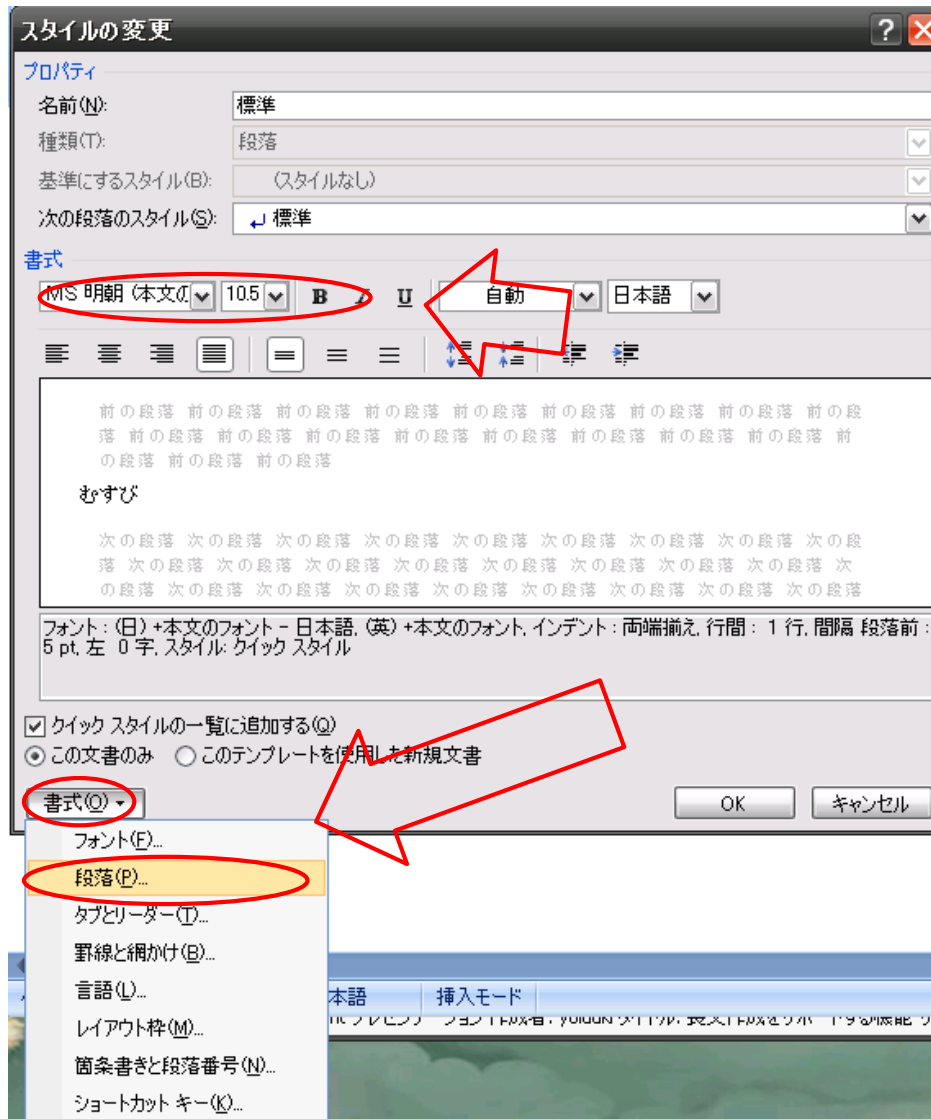 スタイルの変更
プロパティ
名前(N): 標準
種類(T): 段落
基準にするスタイル(B): (スタイルなし)
次の段落のスタイル(S): 標準
書式
MS 明朝 (本文の 10.5 B I U 自動 日本語
前の段落 前の段落 前の段落 前の段落 前の段落 前の段落 前の段落 前の段落 前の段
落 前の段落 前の段落 前の段落 前の段落 前の段落 前の段落 前の段落 前の段落 前
の段落 前の段落 前の段落
むすび
次の段落 次の段落 次の段落 次の段落 次の段落 次の段落 次の段落 次の段落 次の段
落 次の段落 次の段落 次の段落 次の段落 次の段落 次の段落 次の段落 次の段落 次
の段落 次の段落 次の段落 次の段落 次の段落 次の段落 次の段落 次の段落 次の段落
フォント : (日) +本文のフォント - 日本語, (英) +本文のフォント, インデント : 両端揃え, 行間 : 1 行, 間隔 段落前 :
5 pt, 左 0 字, スタイル: クイック スタイル
クイック スタイルの一覧に追加する(Q)
この文書のみ このテンプレートを使用した新規文書
書式(O) OK キャンセル
フォント(F)...
段落(P)...
タブとリーダー(T)...
罫線と網かけ(B)...
言語(L)...
本語 挿入モード
レイアウト枠(M)...
箇条書きと段落番号(N)...
ショートカット キー(K)...